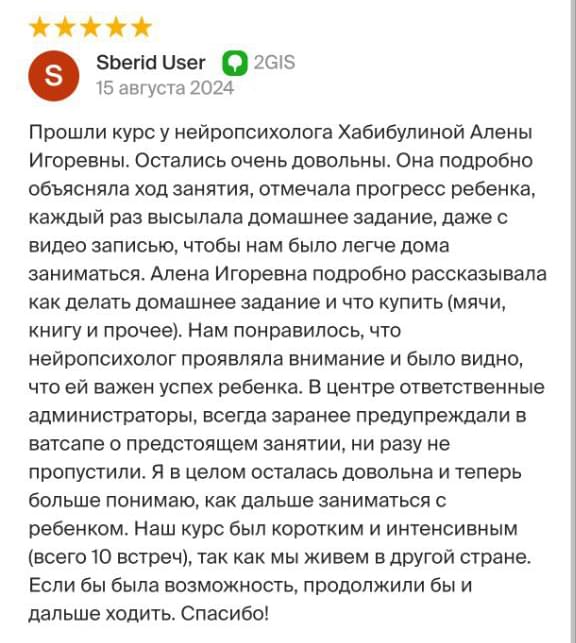 S
Sberid User 2GIS
15 августа 2024
Прошли курс у нейропсихолога Хабибулиной Алены
Игоревны. Остались очень довольны. Она подробно
объясняла ход занятия, отмечала прогресс ребенка,
каждый раз высылала домашнее задание, даже с
видео записью, чтобы нам было легче дома
заниматься. Алена Игоревна подробно рассказывала
как делать домашнее задание и что купить (мячи,
книгу и прочее). Нам понравилось, что
нейропсихолог проявляла внимание и было видно,
что ей важен успех ребенка. В центре ответственные
администраторы, всегда заранее предупреждали в
ватсапе о предстоящем занятии, ни разу не
пропустили. Я в целом осталась довольна и теперь
больше понимаю, как дальше заниматься с
ребенком. Наш курс был коротким и интенсивным
(всего 10 встреч), так как мы живем в другой стране.
Если бы была возможность, продолжили бы и
дальше ходить. Спасибо!